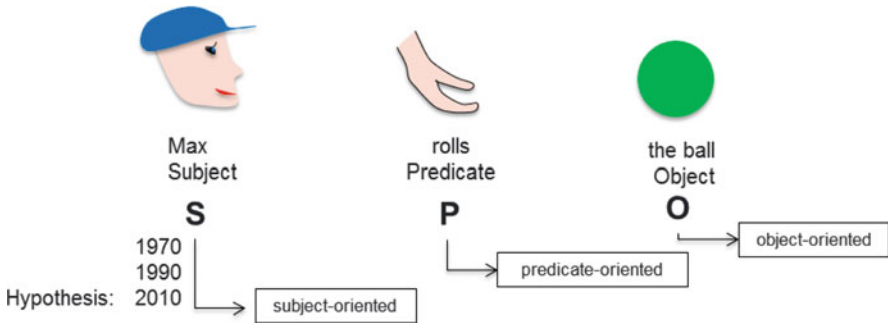 Max
Subject
rolls
Predicate
the ball
Object
S
P
O
1970
1990
Hypothesis: 2010
subject-oriented
predicate-oriented
object-oriented